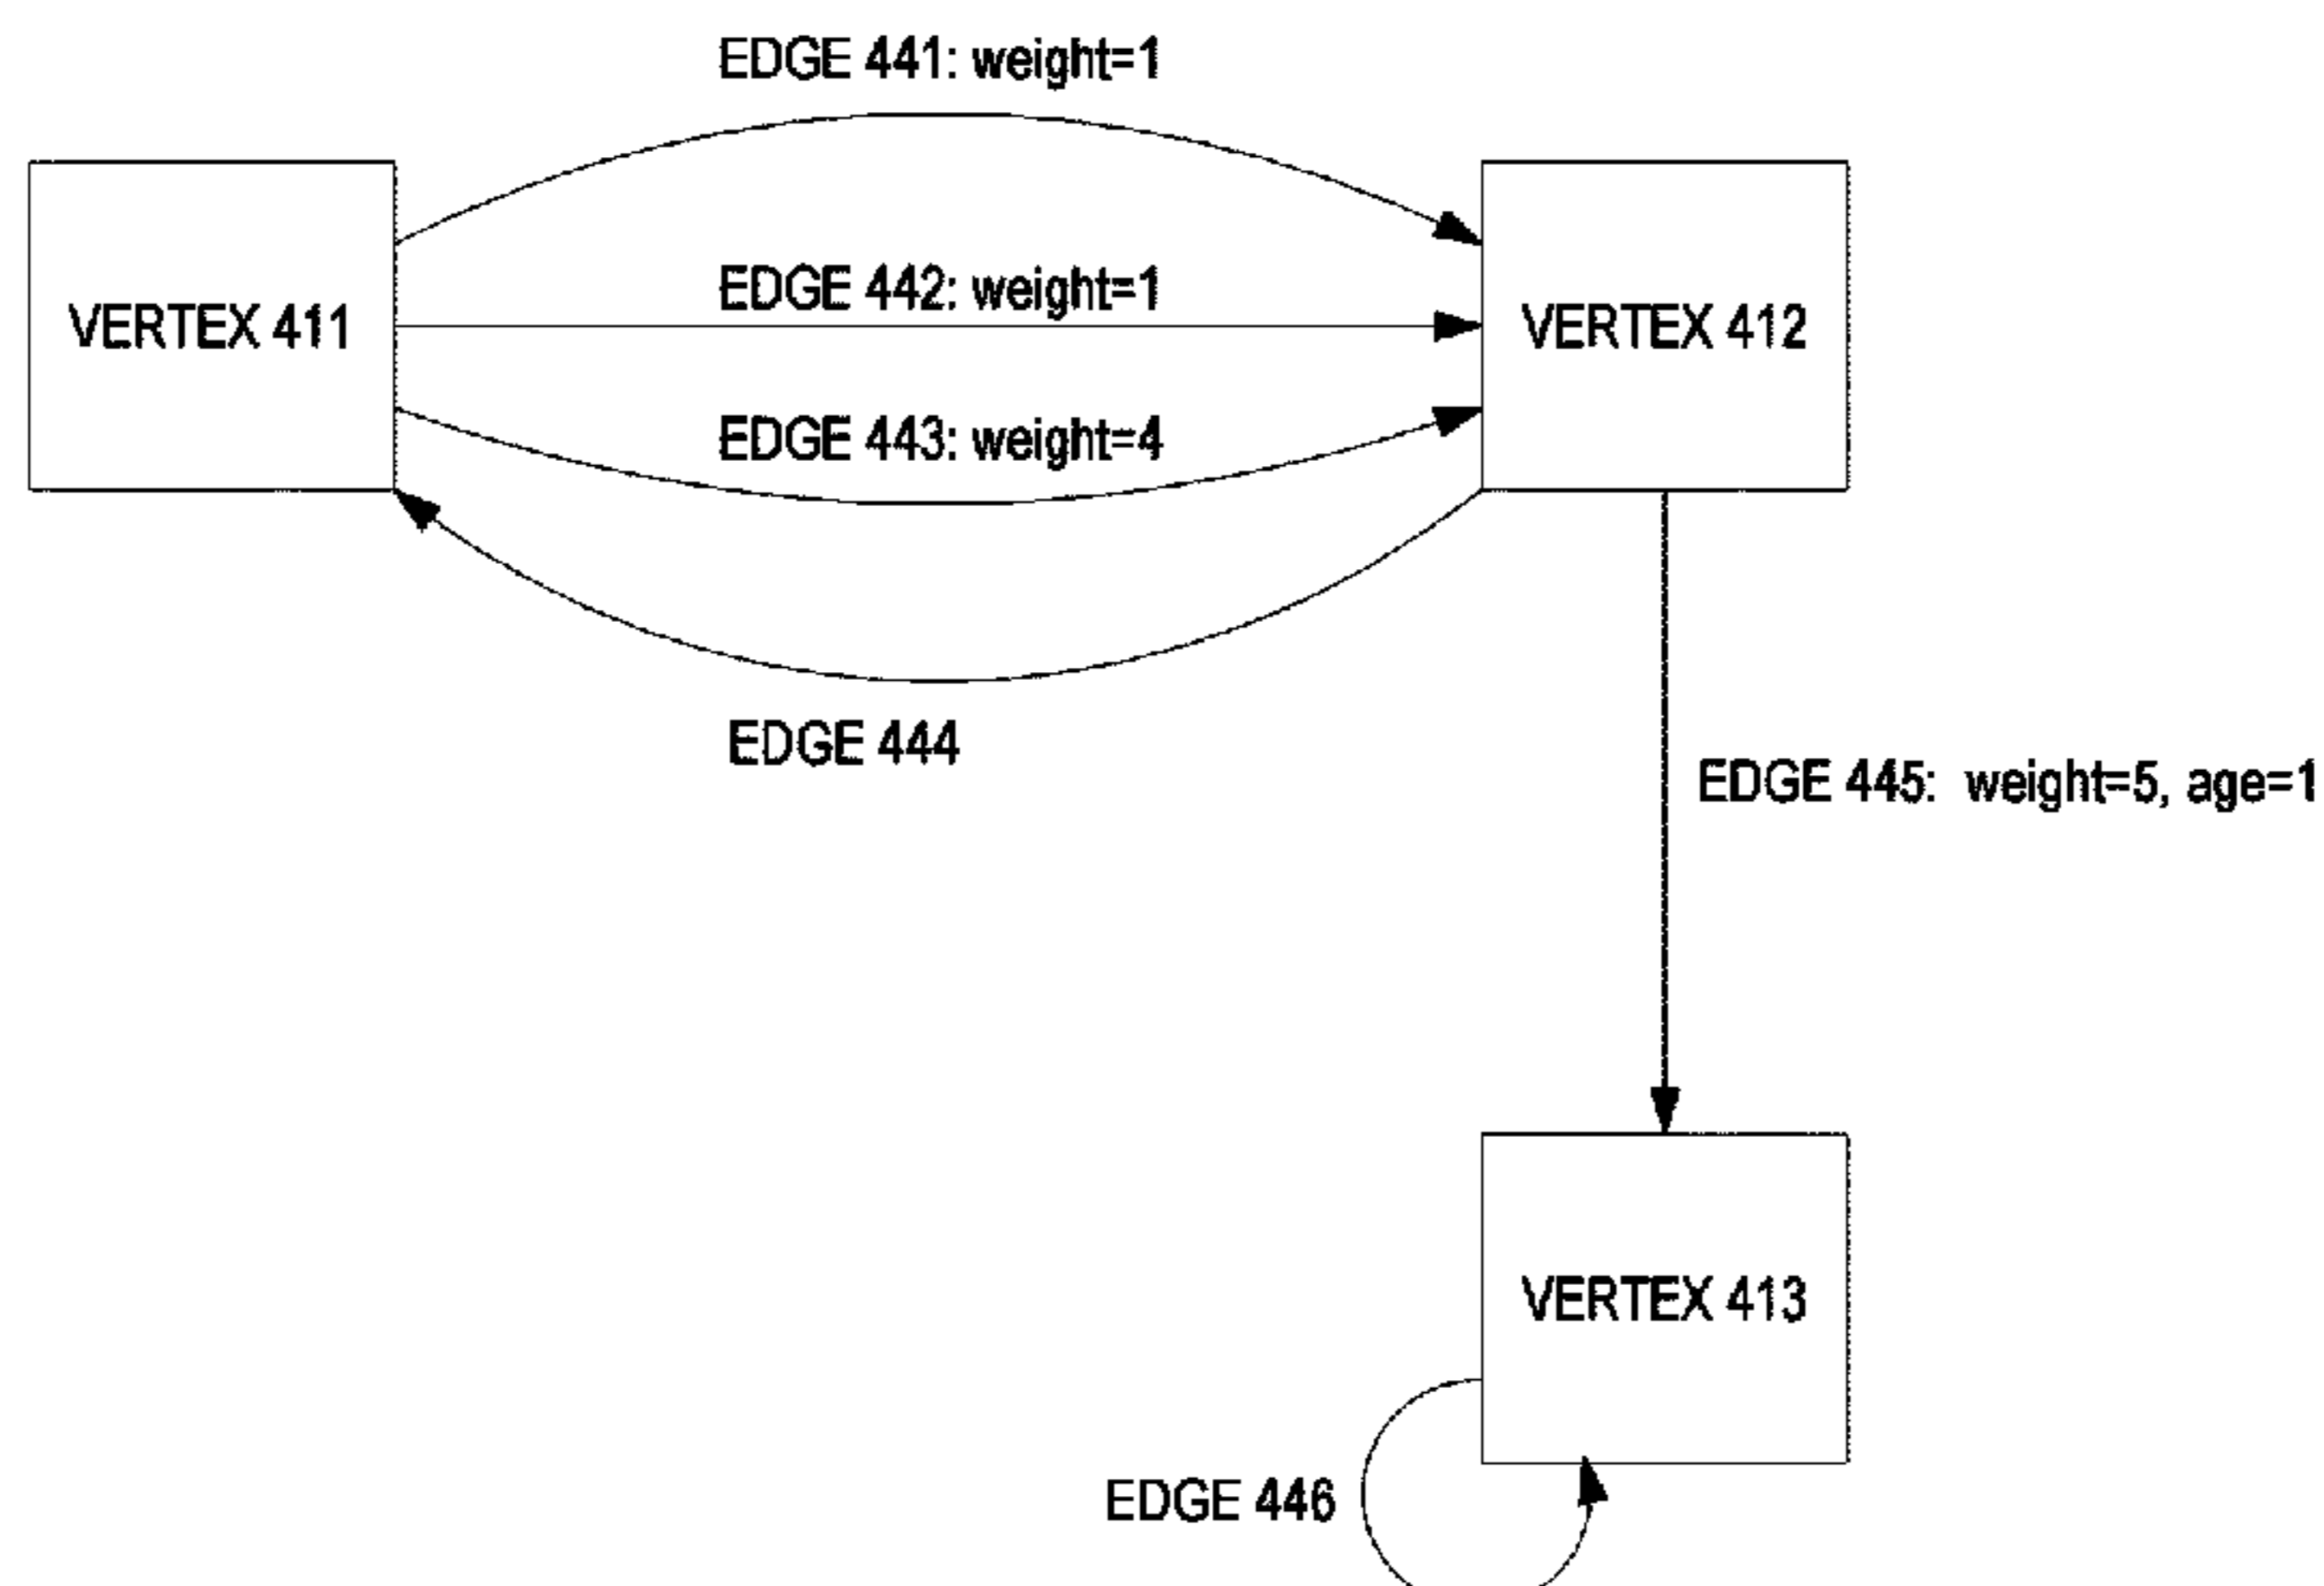 EDGE 441: weight=1
VERTEX 411
EDGE 442: weight=1
VERTEX 412
EDGE 443: weight=4
EDGE 444
EDGE 445: weight=5, age=1
VERTEX 413
EDGE 446